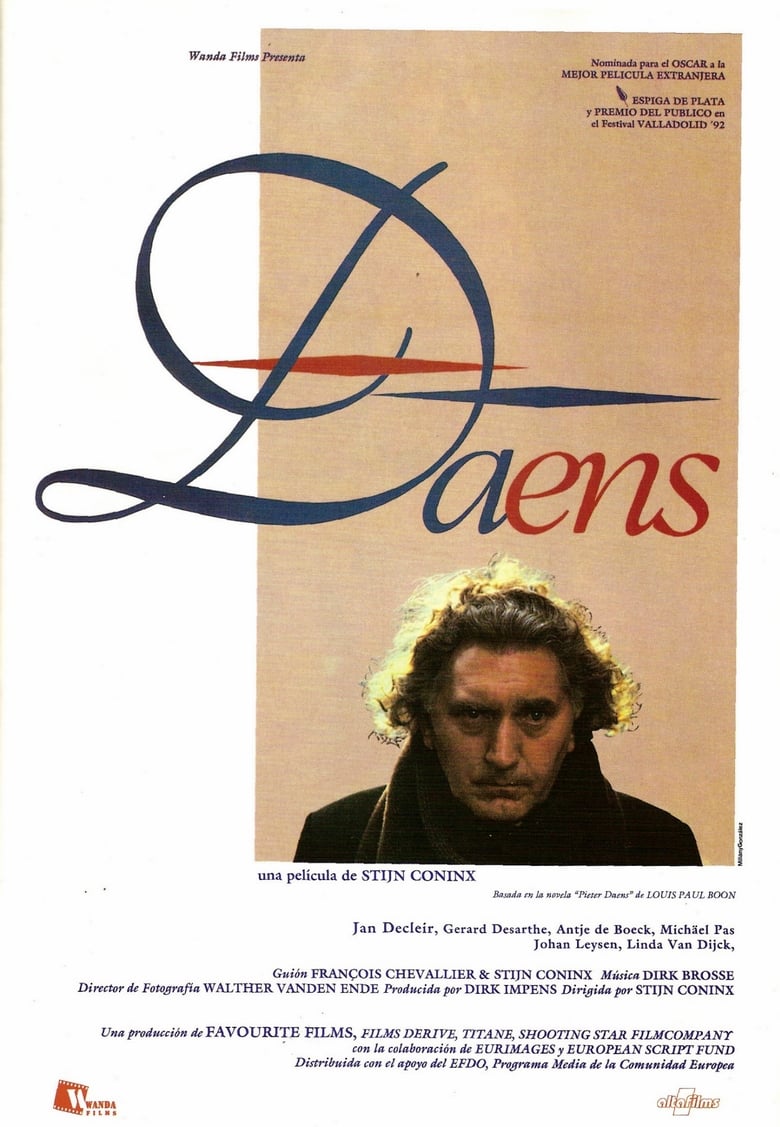 Wanda Films Presenta
Nominada para el OSCAR a la
MEJOR PELICULA EXTRANJERA
ESPIGA DE PLATA
y PREMIO DEL PUBLICO en
el Festival VALLADOLID '92
Daens
MilláryGonzález
una película de STIJN CONINX
Basada en la novela "Pieter Daens" de LOUIS PAUL BOON
Jan Decleir, Gerard Desarthe, Antje de Boeck, Michäel Pas
Johan Leysen, Linda Van Dijck,
Guión FRANÇOIS CHEVALLIER & STIJN CONINX Música DIRK BROSSE
Director de Fotografía WALTHER VANDEN ENDE Producida por DIRK IMPENS Dirigida por STIJN CONINX
Una producción de FAVOURITE FILMS, FILMS DERIVE, TITANE, SHOOTING STAR FILMCOMPANY
con la colaboración de EURIMAGES y EUROPEAN SCRIPT FUND
Distribuida con el apoyo del EFDO, Programa Media de la Comunidad Europea
WANDA
FILMS
altafilms